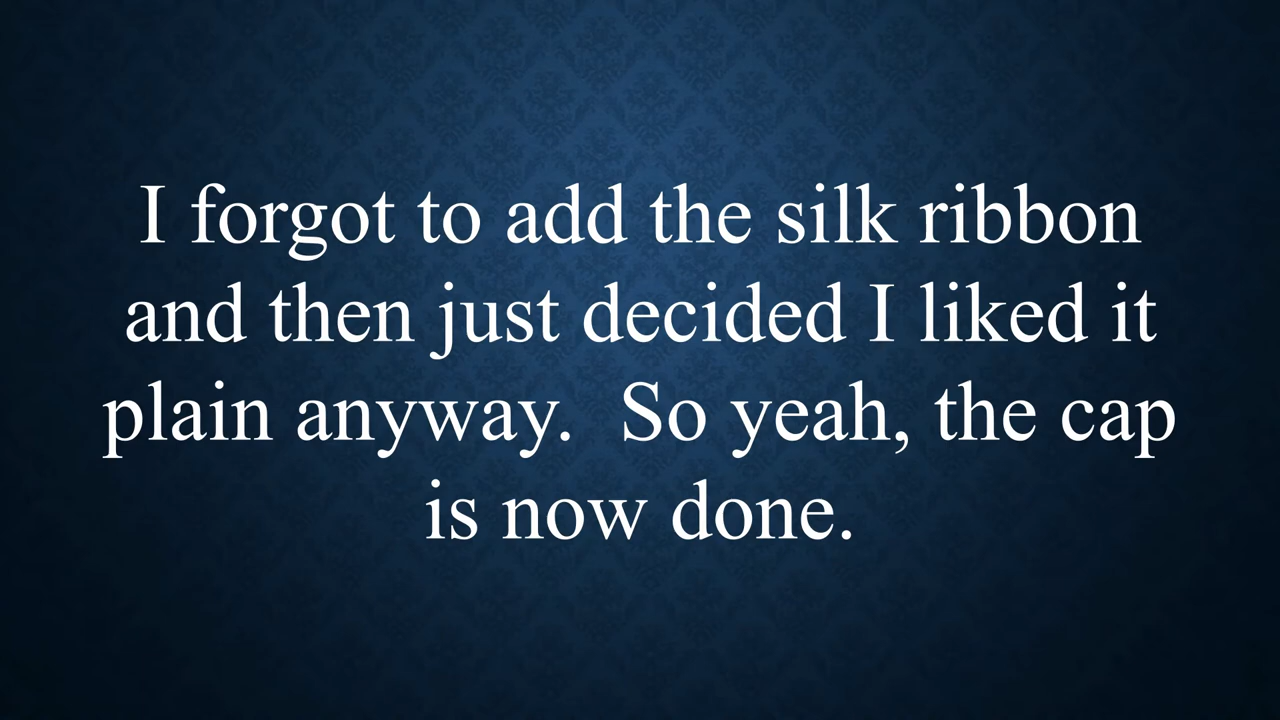 I forgot to add the silk ribbon
and then just decided I liked it
plain anyway.  So yeah, the cap
is now done.